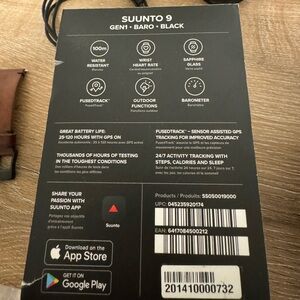 SUUNTO 9
GEN1 • BARO • BLACK
100m
WATER
RESISTANT
WRIST
HEART RATE
SAPPHIRE
GLASS
FUSEDTRACK™
OUTDOOR
FUNCTIONS
BAROMETER
GREAT BATTERY LIFE:
25-120 HOURS WITH GPS ON
THOUSANDS OF HOURS OF TESTING
IN THE TOUGHEST CONDITIONS
FUSEDTRACK™ - SENSOR ASSISTED GPS
TRACKING FOR IMPROVED ACCURACY
24/7 ACTIVITY TRACKING WITH
STEPS, CALORIES AND SLEEP
SHARE YOUR
PASSION WITH
SUUNTO APP
Suunto
Download on the
App Store
GET IT ON
Google Play
Products / Produits: SS050019000
UPC: 045235920174
EAN: 6417084500212
201410000732